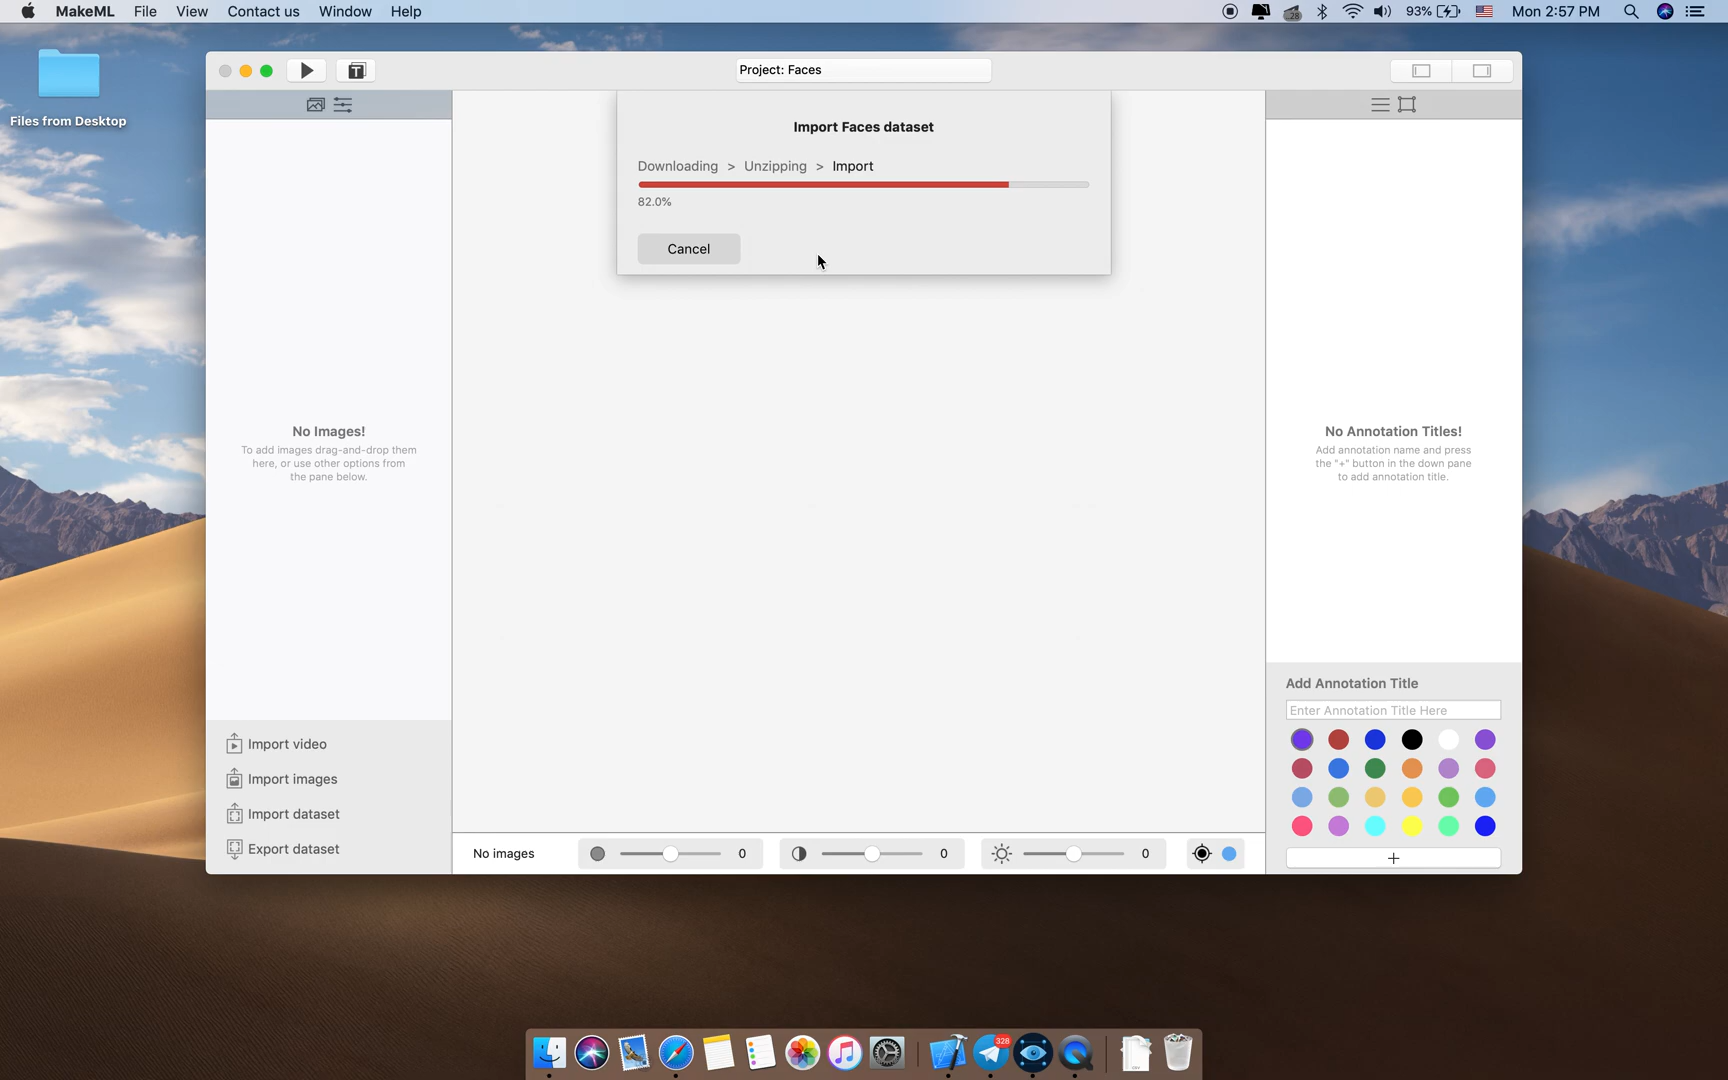 MakeML File View Contact us Window Help
28
93%
Mon 2:57 PM
Files from Desktop
Project: Faces
Import Faces dataset
Downloading > Unzipping > Import
82.0%
Cancel
No Images!
To add images drag-and-drop them
here, or use other options from
the pane below.
No Annotation Titles!
Add annotation name and press
the "+" button in the down pane
to add annotation title.
Import video
Import images
Import dataset
Export dataset
Add Annotation Title
Enter Annotation Title Here
+
No images
0
0
0
328